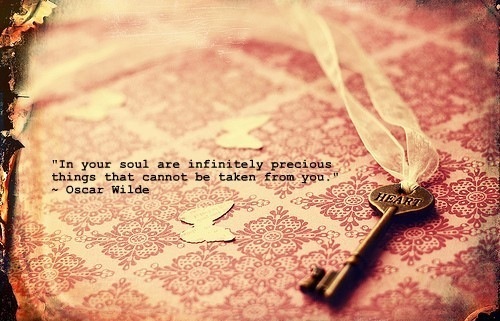 "In your soul are infinitely precious
things that cannot be taken from you."
~ Oscar Wilde
HEART